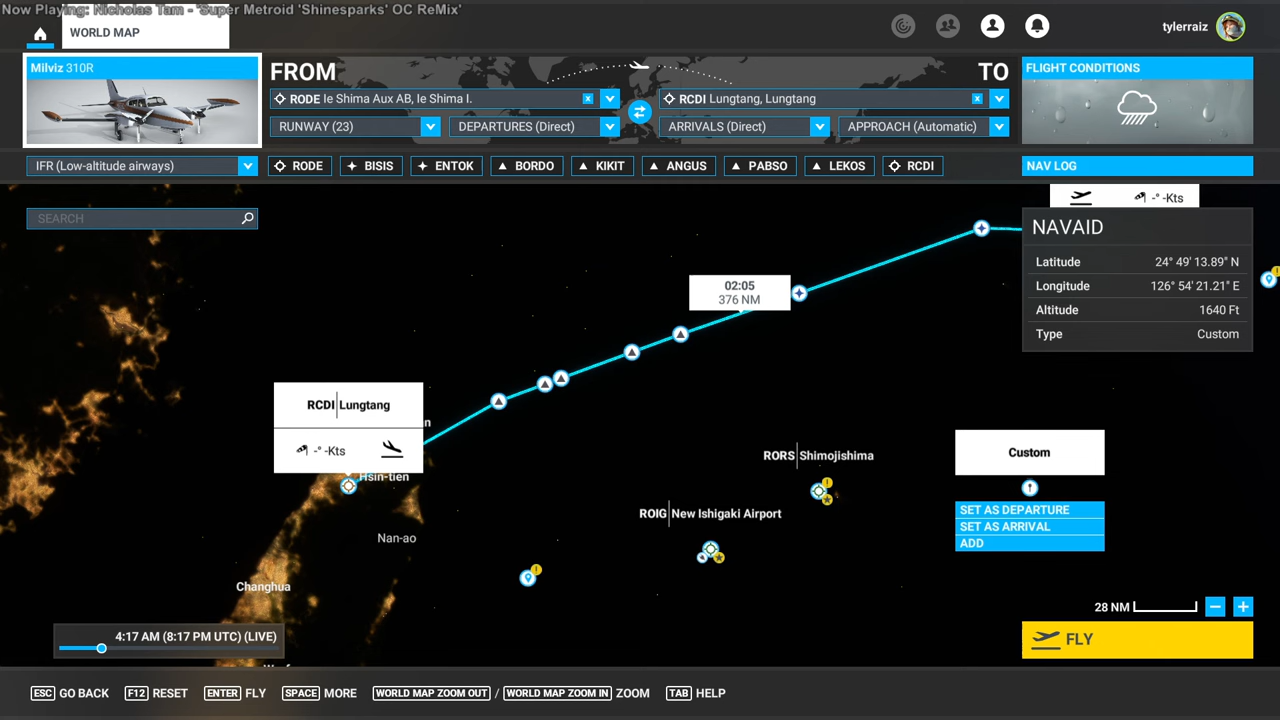 Now Playing: Nicholas Tam - 'Super Metroid 'Shinesparks' OC ReMix'
WORLD MAP
tylerraiz
Milviz 310R
FROM
TO
RODE Ie Shima Aux AB, Ie Shima I.
x
RCDI Lungtang, Lungtang
x
RUNWAY (23)
DEPARTURES (Direct)
ARRIVALS (Direct)
APPROACH (Automatic)
FLIGHT CONDITIONS
IFR (Low-altitude airways)
RODE
BISIS
ENTOK
BORDO
KIKIT
ANGUS
PABSO
LEKOS
RCDI
NAV LOG
SEARCH
-°-Kts
NAVAID
Latitude 24° 49' 13.89" N
Longitude 126° 54' 21.21" E
Altitude 1640 Ft
Type Custom
02:05
376 NM
RCDI Lungtang
-°-Kts
n
Hsin-tien
RORS Shimojishima
ROIG New Ishigaki Airport
Custom
SET AS DEPARTURE
SET AS ARRIVAL
ADD
Nan-ao
Changhua
28 NM
4:17 AM (8:17 PM UTC) (LIVE)
FLY
ESC GO BACK
F12 RESET
ENTER FLY
SPACE MORE
WORLD MAP ZOOM OUT / WORLD MAP ZOOM IN ZOOM
TAB HELP